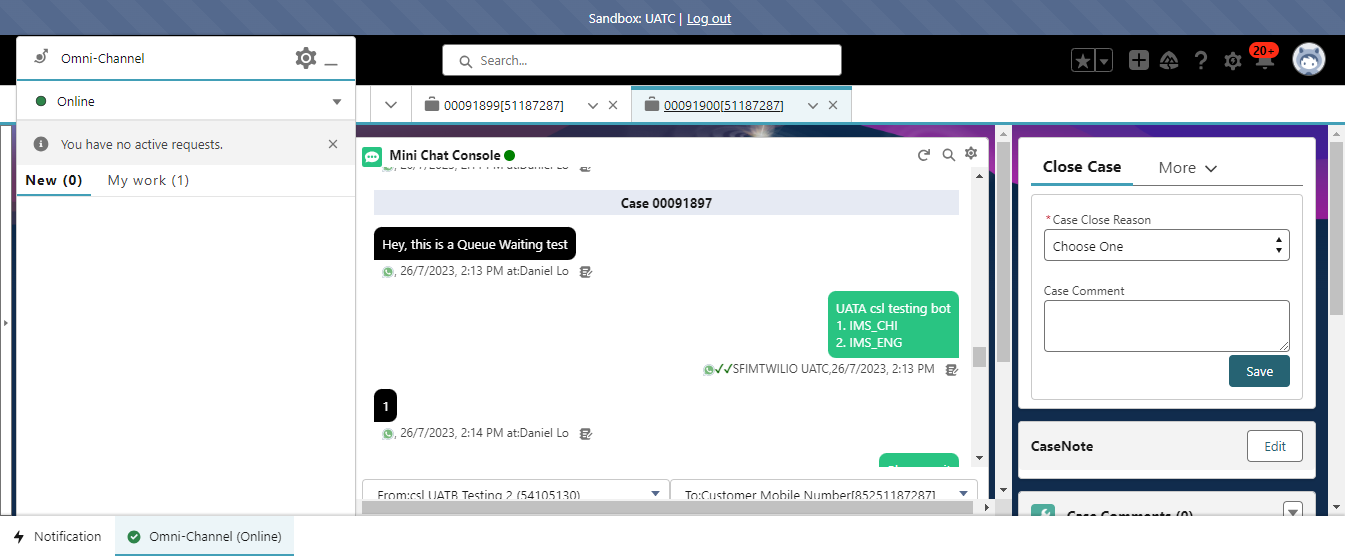 Sandbox: UATC | Log out
Omni-Channel
Search...
20+
Online
00091899[51187287]
00091900[51187287]
You have no active requests.
New (0) My work (1)
Mini Chat Console
Case 00091897
Hey, this is a Queue Waiting test
, 26/7/2023, 2:13 PM at:Daniel Lo
UATA csl testing bot
1. IMS_CHI
2. IMS_ENG
SFIMTWILIO UATC,26/7/2023, 2:13 PM
1
, 26/7/2023, 2:14 PM at:Daniel Lo
From:csl UATB Testing 2 (54105130)
To:Customer Mobile Number[85251187287]
Close Case More
*Case Close Reason
Choose One
Case Comment
Save
CaseNote
Edit
Case Comments (0)
Notification
Omni-Channel (Online)